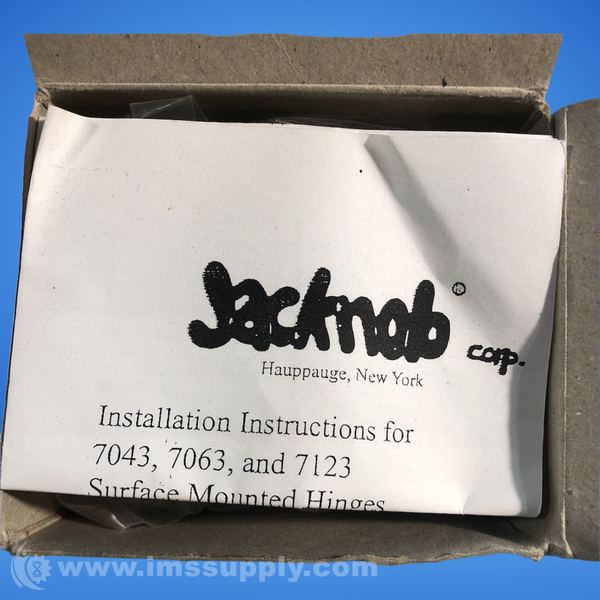 Jacknob ®
corp.
Hauppauge, New York
Installation Instructions for
7043, 7063, and 7123
Surface Mounted Hinges
www.imssupply.com